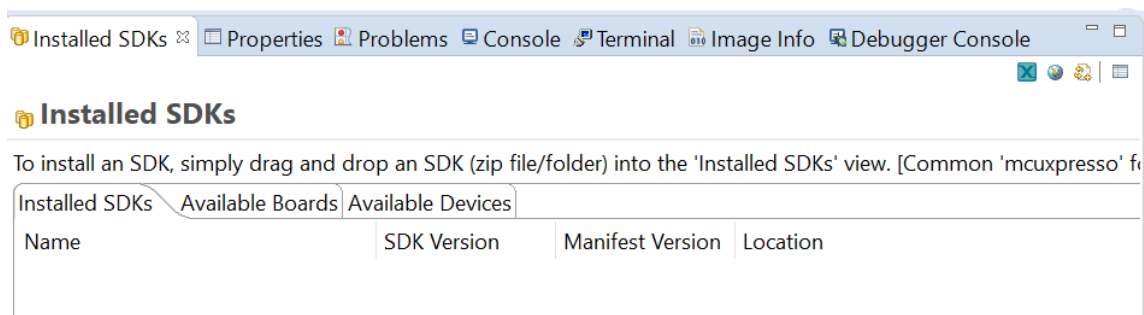 Installed SDKs Properties Problems Console Terminal Image Info Debugger Console
Installed SDKs
To install an SDK, simply drag and drop an SDK (zip file/folder) into the 'Installed SDKs' view. [Common 'mcuxpresso'
Installed SDKs Available Boards Available Devices
Name SDK Version Manifest Version Location